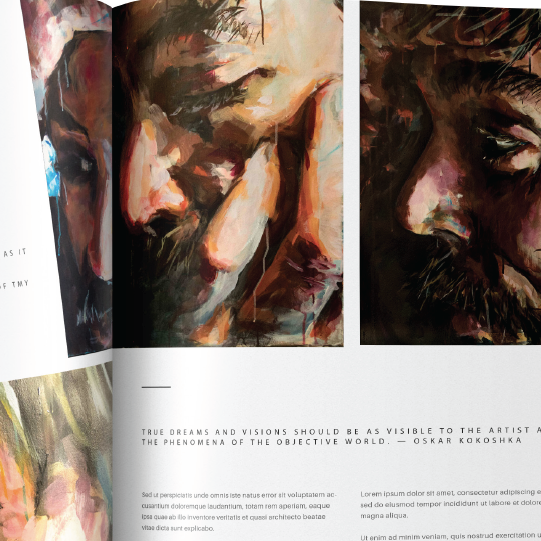 AS IT
OF TMY
TRUE DREAMS AND VISIONS SHOULD BE AS VISIBLE TO THE ARTIST A
THE PHENOMENA OF THE OBJECTIVE WORLD. — OSKAR KOKOSHKA
Sed ut perspiciatis unde omnis iste natus error sit voluptatem ac-
cusantium doloremque laudantium, totam rem aperiam, eaque
ipsa quae ab illo inventore veritatis et quasi architecto beatae
vitae dicta sunt explicabo.
Lorem ipsum dolor sit amet, consectetur adipiscing e
sed do eiusmod tempor incididunt ut labore et dolore
magna aliqua.
Ut enim ad minim veniam, quis nostrud exercitation u